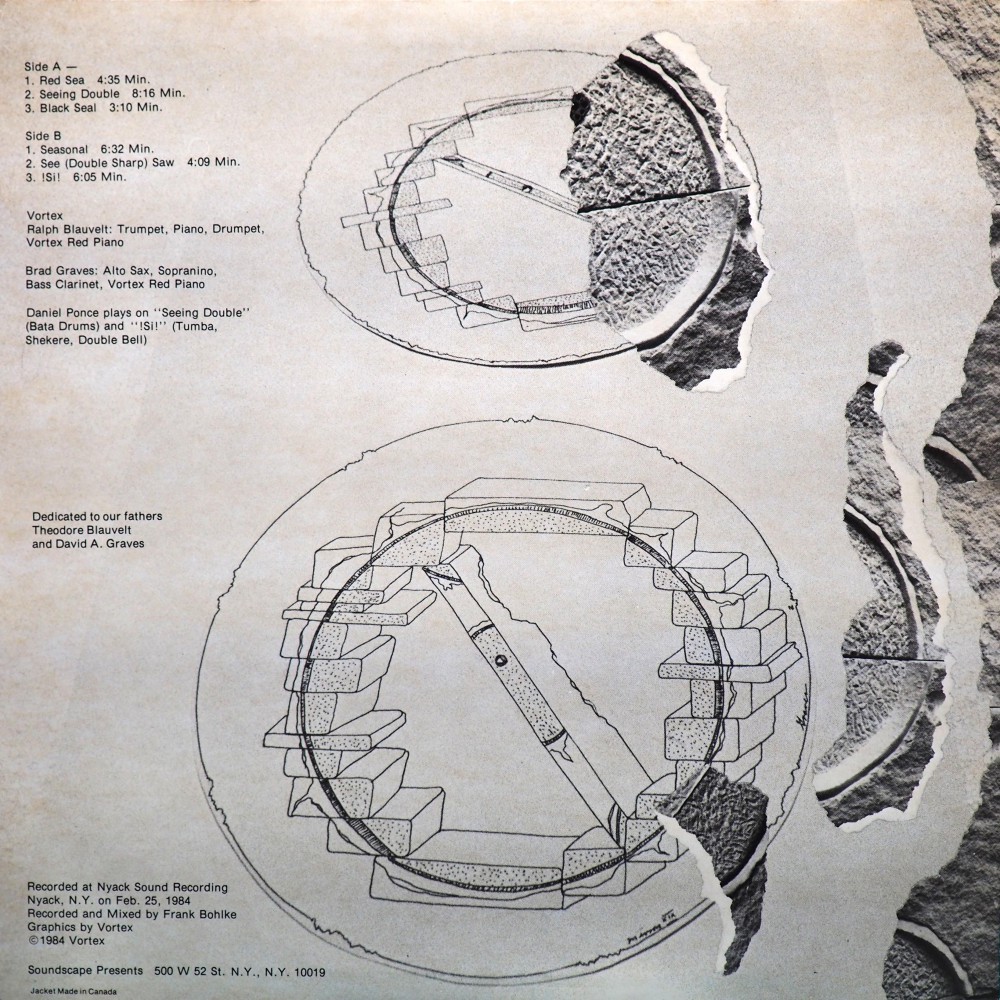 Side A —
1. Red Sea 4:35 Min.
2. Seeing Double 8:16 Min.
3. Black Seal 3:10 Min.
Side B
1. Seasonal 6:32 Min.
2. See (Double Sharp) Saw 4:09 Min.
3. !Si! 6:05 Min.
Vortex
Ralph Blauvelt: Trumpet, Piano, Drumpet,
Vortex Red Piano
Brad Graves: Alto Sax, Sopranino,
Bass Clarinet, Vortex Red Piano
Daniel Ponce plays on "Seeing Double"
(Bata Drums) and "!Si!" (Tumba,
Shekere, Double Bell)
Dedicated to our fathers
Theodore Blauvelt
and David A. Graves
Recorded at Nyack Sound Recording
Nyack, N.Y. on Feb. 25, 1984
Recorded and Mixed by Frank Bohlke
Graphics by Vortex
©1984 Vortex
Soundscape Presents 500 W 52 St. N.Y., N.Y. 10019
Jacket Made in Canada